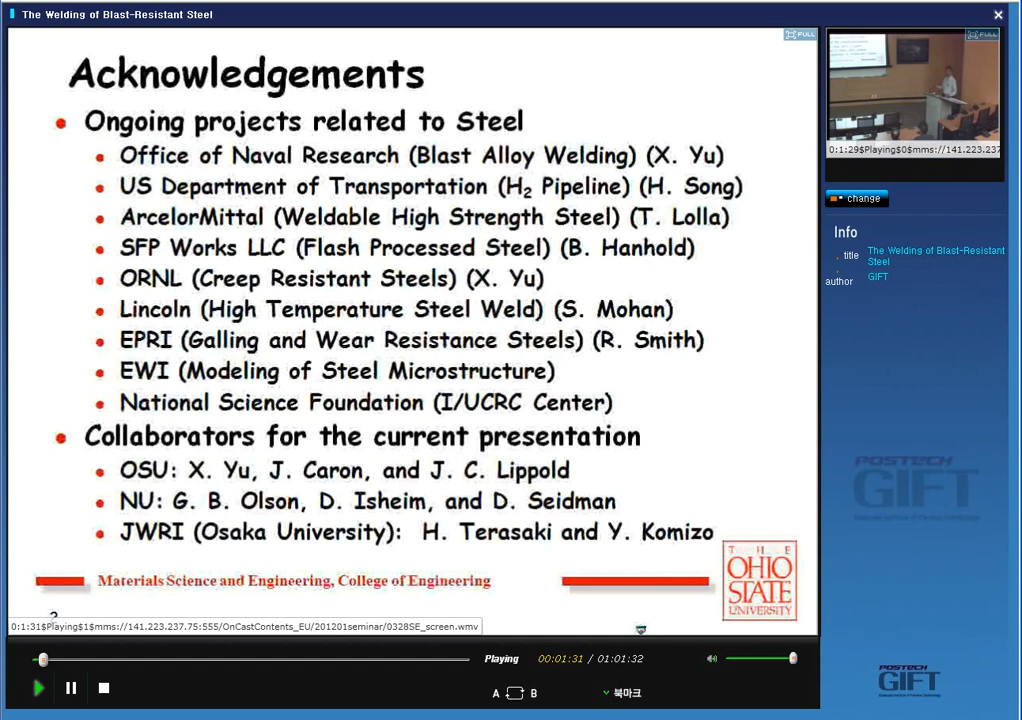 The Welding of Blast-Resistant Steel
FULL
Acknowledgements
Ongoing projects related to Steel
Office of Naval Research (Blast Alloy Welding) (X. Yu)
US Department of Transportation (H₂ Pipeline) (H. Song)
ArcelorMittal (Weldable High Strength Steel) (T. Lolla)
SFP Works LLC (Flash Processed Steel) (B. Hanhold)
ORNL (Creep Resistant Steels) (X. Yu)
Lincoln (High Temperature Steel Weld) (S. Mohan)
EPRI (Galling and Wear Resistance Steels) (R. Smith)
EWI (Modeling of Steel Microstructure)
National Science Foundation (I/UCRC Center)
Collaborators for the current presentation
OSU: X. Yu, J. Caron, and J. C. Lippold
NU: G. B. Olson, D. Isheim, and D. Seidman
JWRI (Osaka University): H. Terasaki and Y. Komizo
Materials Science and Engineering, College of Engineering
THE
OHIO
STATE
UNIVERSITY
2
0:1:31$Playing$1$mms://141.223.237.75:555/OnCastContents_EU/201201seminar/0328SE_screen.wmv
Playing 00:01:31 / 01:01:32
A B 북마크
FULL
0:1:29$Playing$0$mms://141.223.237
change
Info
title The Welding of Blast-Resistant
Steel
author GIFT
POSTECH
GIFT
POSTECH
GIFT